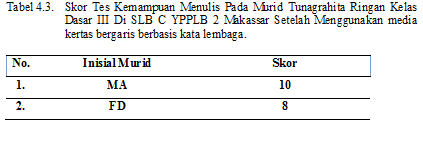 Tabel 4.3. Skor Tes Kemampuan Menulis Pada Murid Tunagrahita Ringan Kelas
Dasar III Di SLB C YPPLB 2 Makassar Setelah Menggunakan media
kertas bergaris berbasis kata lembaga.
No. Inisial Murid Skor
1. MA 10
2. FD 8